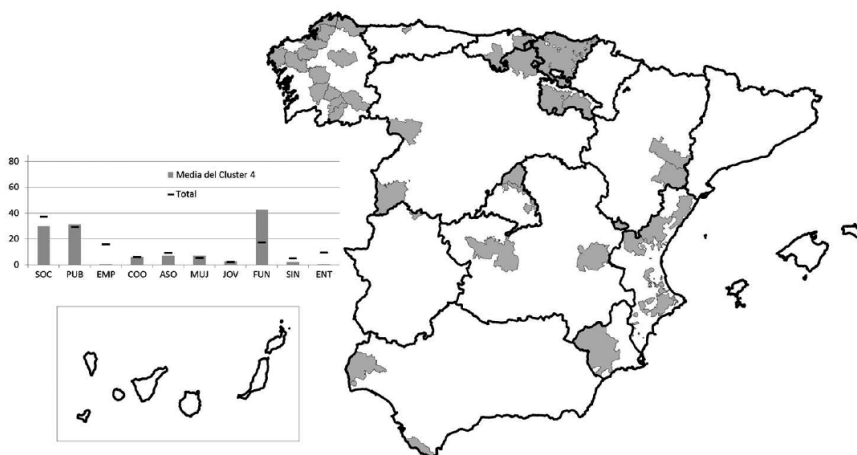 80
60
40
20
0
Media del Cluster 4
Total
SOC PUB EMP COO ASO MUJ JOV FUN SIN ENT